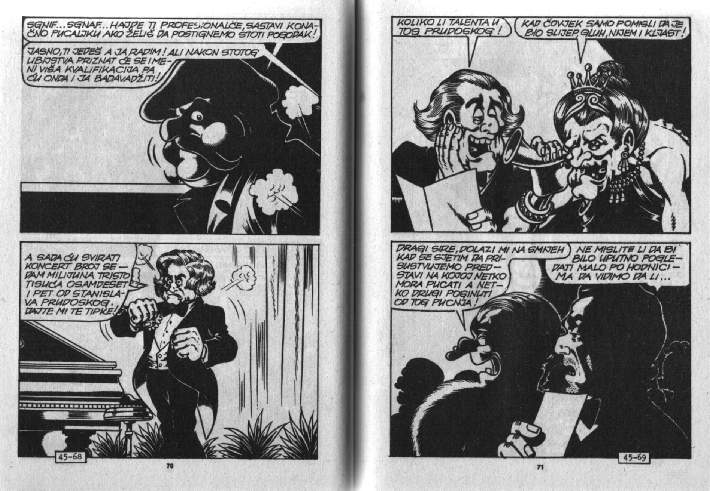 SGNIF...SGNAF...HAJDE TI PROFESIONALČE, SASTAVI KONA-
ČNO PUCALJKU AKO ŽELIŠ DA POSTIGNEMO STOTI POGODAK!
JASNO, TI JEDEŠ A JA RADIM! ALI NAKON STOTOG
UBIJSTVA PRIZNAT ĆE SE I ME-
NI VIŠA KVALIFIKACIJA PA
ĆU ONDA I JA BADAVADŽITI!
A SADA ĆU SVIRATI
KONCERT BROJ SE-
DAM MILIJUNA TRISTO
TISUĆA OSAMDESET
I PET OD STANISLA-
VA PRUDOSKOG.
DAJTE MI TE TIPKE!
45-68
70
KOLIKO LI TALENTA U
TOG PRUDOSKOG!
KAD ČOVJEK SAMO POMISLI DA JE
BIO SLIJEP, GLUH, NIJEM I KLJAST!
DRAGI SIRE, DOLAZI MI NA SMIJEH
KAD SE SJETIM DA PRI-
SUSTVUJEMO PRED-
STAVI NA KOJOJ NETKO
MORA PUCATI A NET-
KO DRUGI POGINUTI
OD TOG PUCNJA!
NE MISLITE LI DA BI
BILO UPUTNO POGLE-
DATI MALO PO HODNICI-
MA DA VIDIMO DA LI...
45-69
71